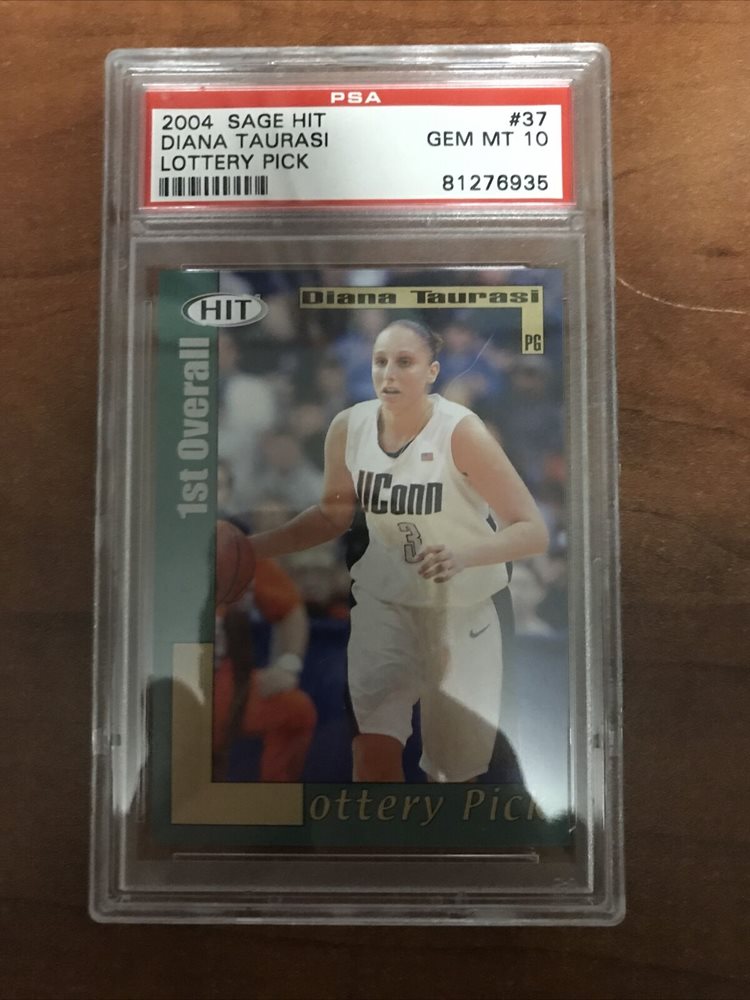 PSA
2004 SAGE HIT #37
DIANA TAURASI GEM MT 10
LOTTERY PICK
81276935
HIT
Diana Taurasi
PG
1st Overall
UConn
3
Lottery Pick